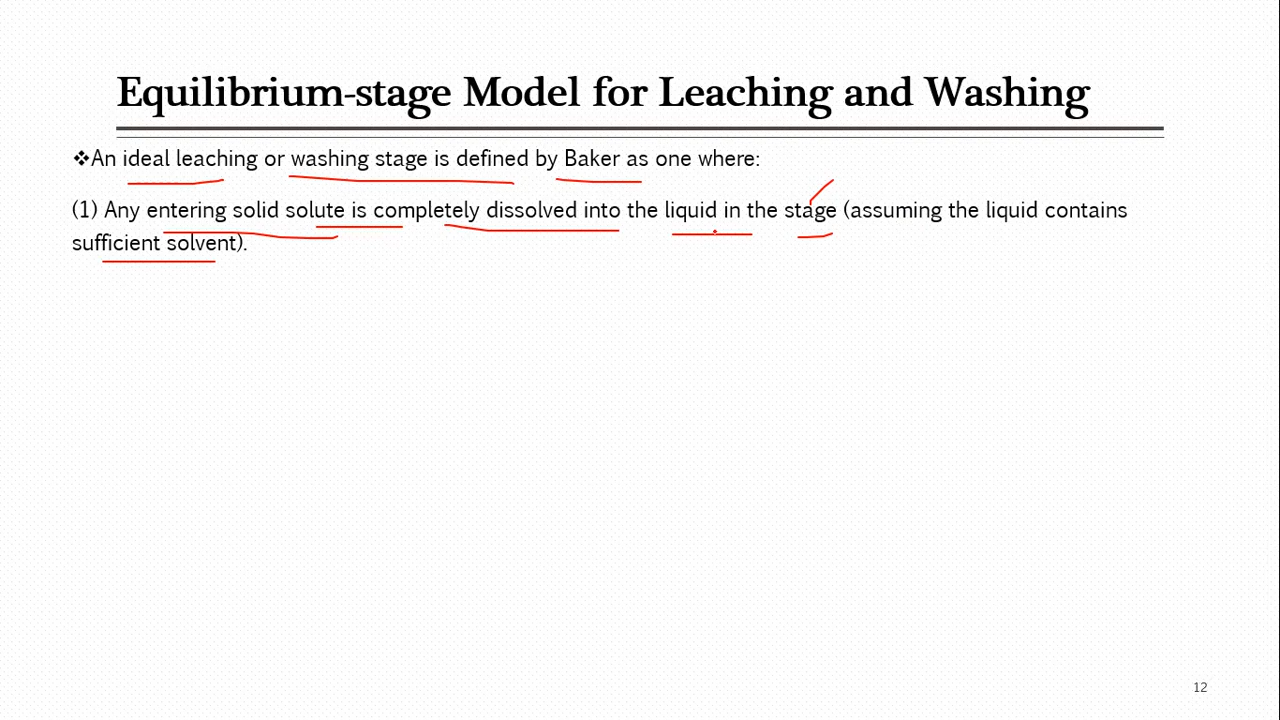 Equilibrium-stage Model for Leaching and Washing
❖An ideal leaching or washing stage is defined by Baker as one where:
(1) Any entering solid solute is completely dissolved into the liquid in the stage (assuming the liquid contains
sufficient solvent).
12